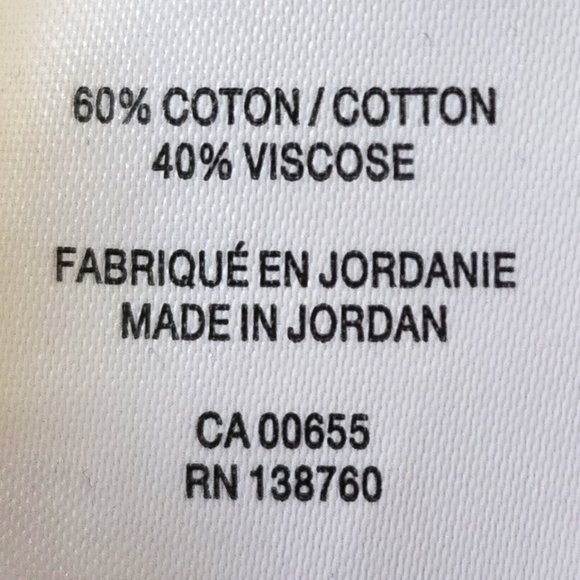 60% COTON / COTTON
40% VISCOSE
FABRIQUÉ EN JORDANIE
MADE IN JORDAN
CA 00655
RN 138760